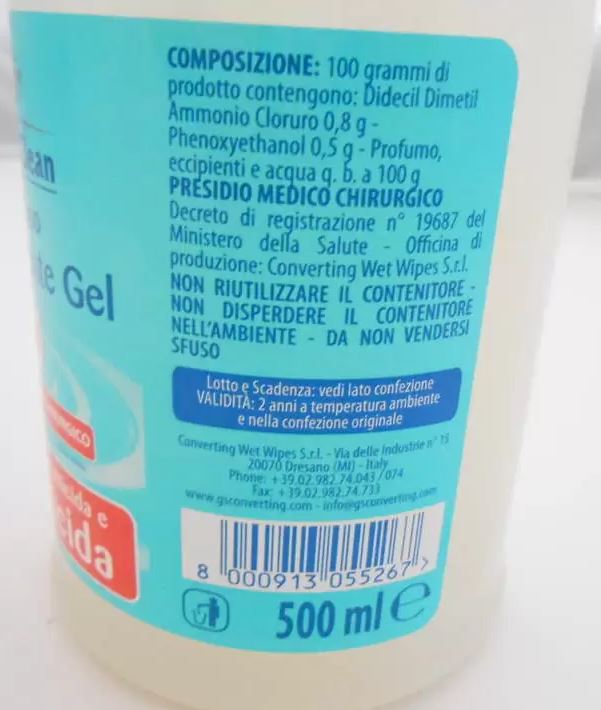 COMPOSIZIONE: 100 grammi di
prodotto contengono: Didecil Dimetil
Ammonio Cloruro 0,8 g -
Phenoxyethanol 0,5 g - Profumo,
eccipienti e acqua q. b. a 100 g
PRESIDIO MEDICO CHIRURGICO
Decreto di registrazione n° 19687 del
Ministero della Salute - Officina di
produzione: Converting Wet Wipes S.r.l.
NON RIUTILIZZARE IL CONTENITORE -
NON DISPERDERE IL CONTENITORE
NELL'AMBIENTE - DA NON VENDERSI
SFUSO
Lotto e Scadenza: vedi lato confezione
VALIDITÀ: 2 anni a temperatura ambiente
e nella confezione originale
Converting Wet Wipes S.r.l. - Via delle Industrie n° 15
20070 Dresano (MI) - Italy
Phone: +39.02.982.74.043 / 074
Fax: +39.02.982.74.733
www.gsconverting.com - info@gsconverting.com
8 000913 055267 >
500 ml e
Gel